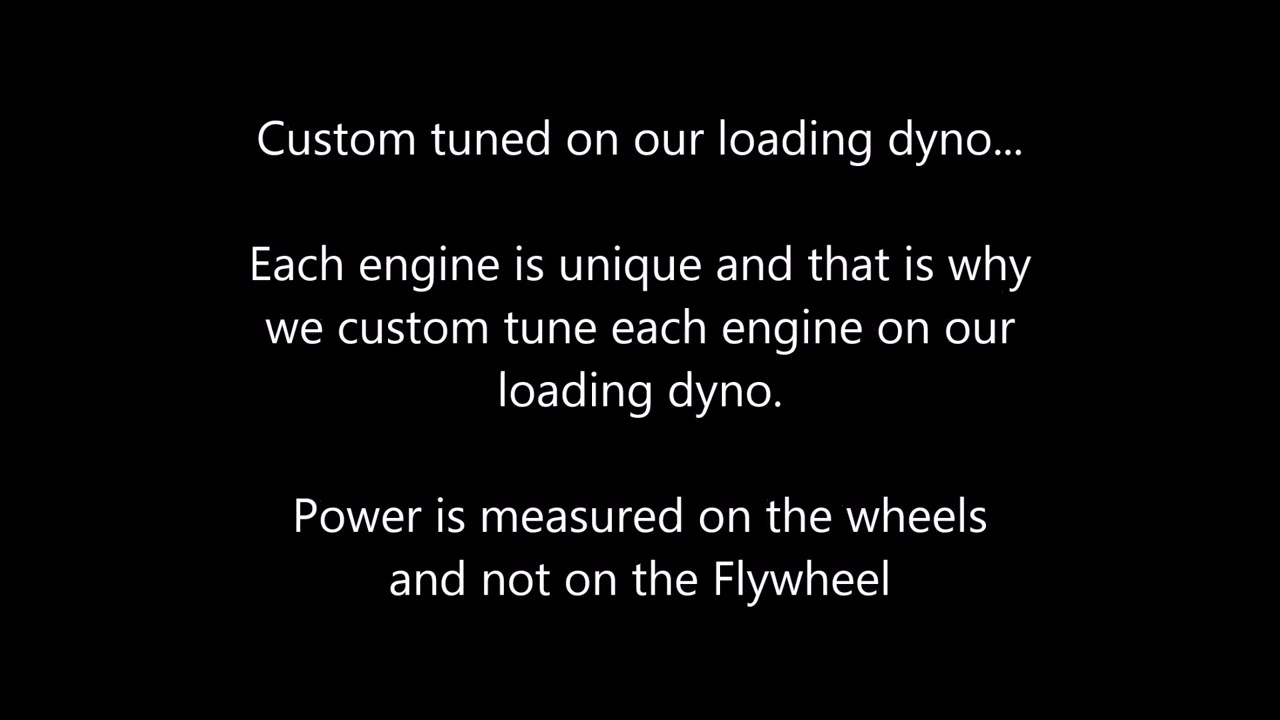 Custom tuned on our loading dyno...
Each engine is unique and that is why
we custom tune each engine on our
loading dyno.
Power is measured on the wheels
and not on the Flywheel